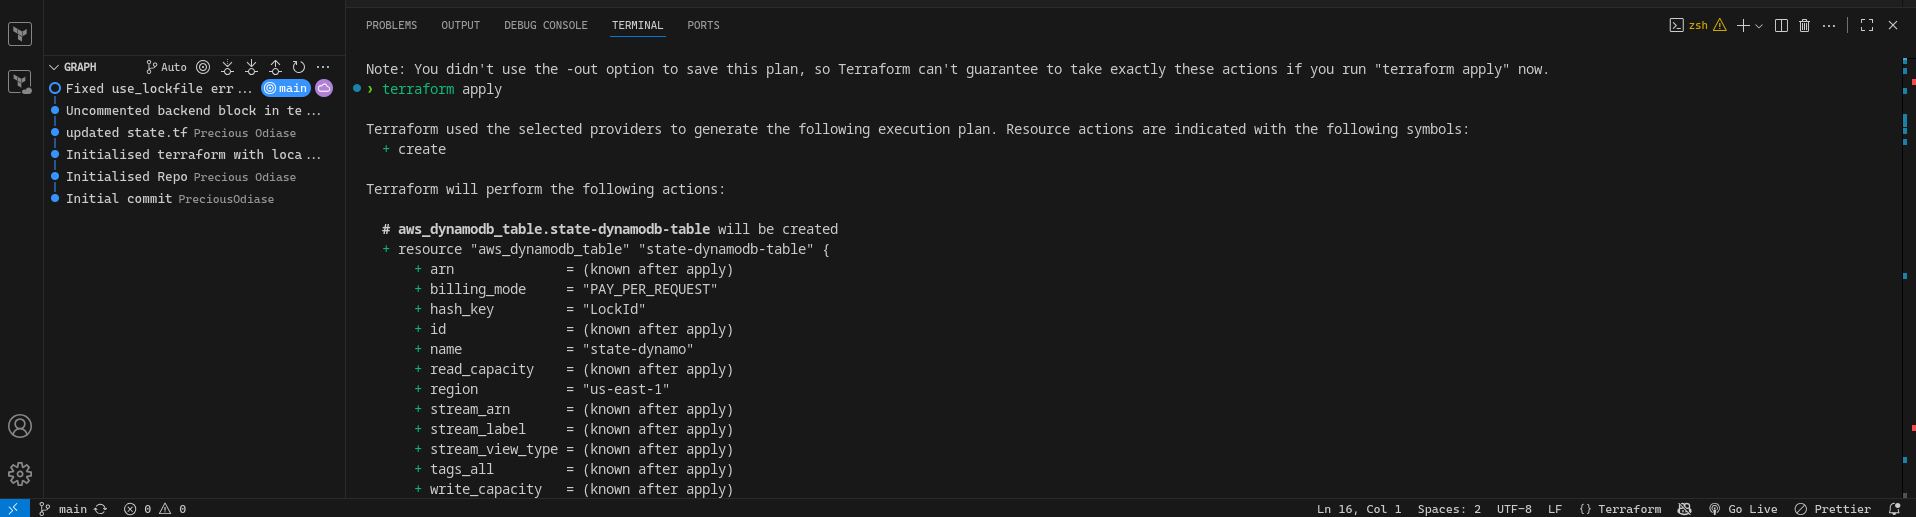 PROBLEMS OUTPUT DEBUG CONSOLE TERMINAL PORTS
zsh
GRAPH
Auto
Fixed use_lockfile err...
main
Uncommented backend block in te...
updated state.tf Precious Odiase
Initialised terraform with loca...
Initialised Repo Precious Odiase
Initial commit PreciousOdiase
Note: You didn't use the -out option to save this plan, so Terraform can't guarantee to take exactly these actions if you run "terraform apply" now.
› terraform apply
Terraform used the selected providers to generate the following execution plan. Resource actions are indicated with the following symbols:
+ create
Terraform will perform the following actions:
# aws_dynamodb_table.state-dynamodb-table will be created
+ resource "aws_dynamodb_table" "state-dynamodb-table" {
+ arn = (known after apply)
+ billing_mode = "PAY_PER_REQUEST"
+ hash_key = "LockId"
+ id = (known after apply)
+ name = "state-dynamo"
+ read_capacity = (known after apply)
+ region = "us-east-1"
+ stream_arn = (known after apply)
+ stream_label = (known after apply)
+ stream_view_type = (known after apply)
+ tags_all = (known after apply)
+ write_capacity = (known after apply)
main 0 0 Ln 16, Col 1 Spaces: 2 UTF-8 LF {} Terraform Go Live Prettier